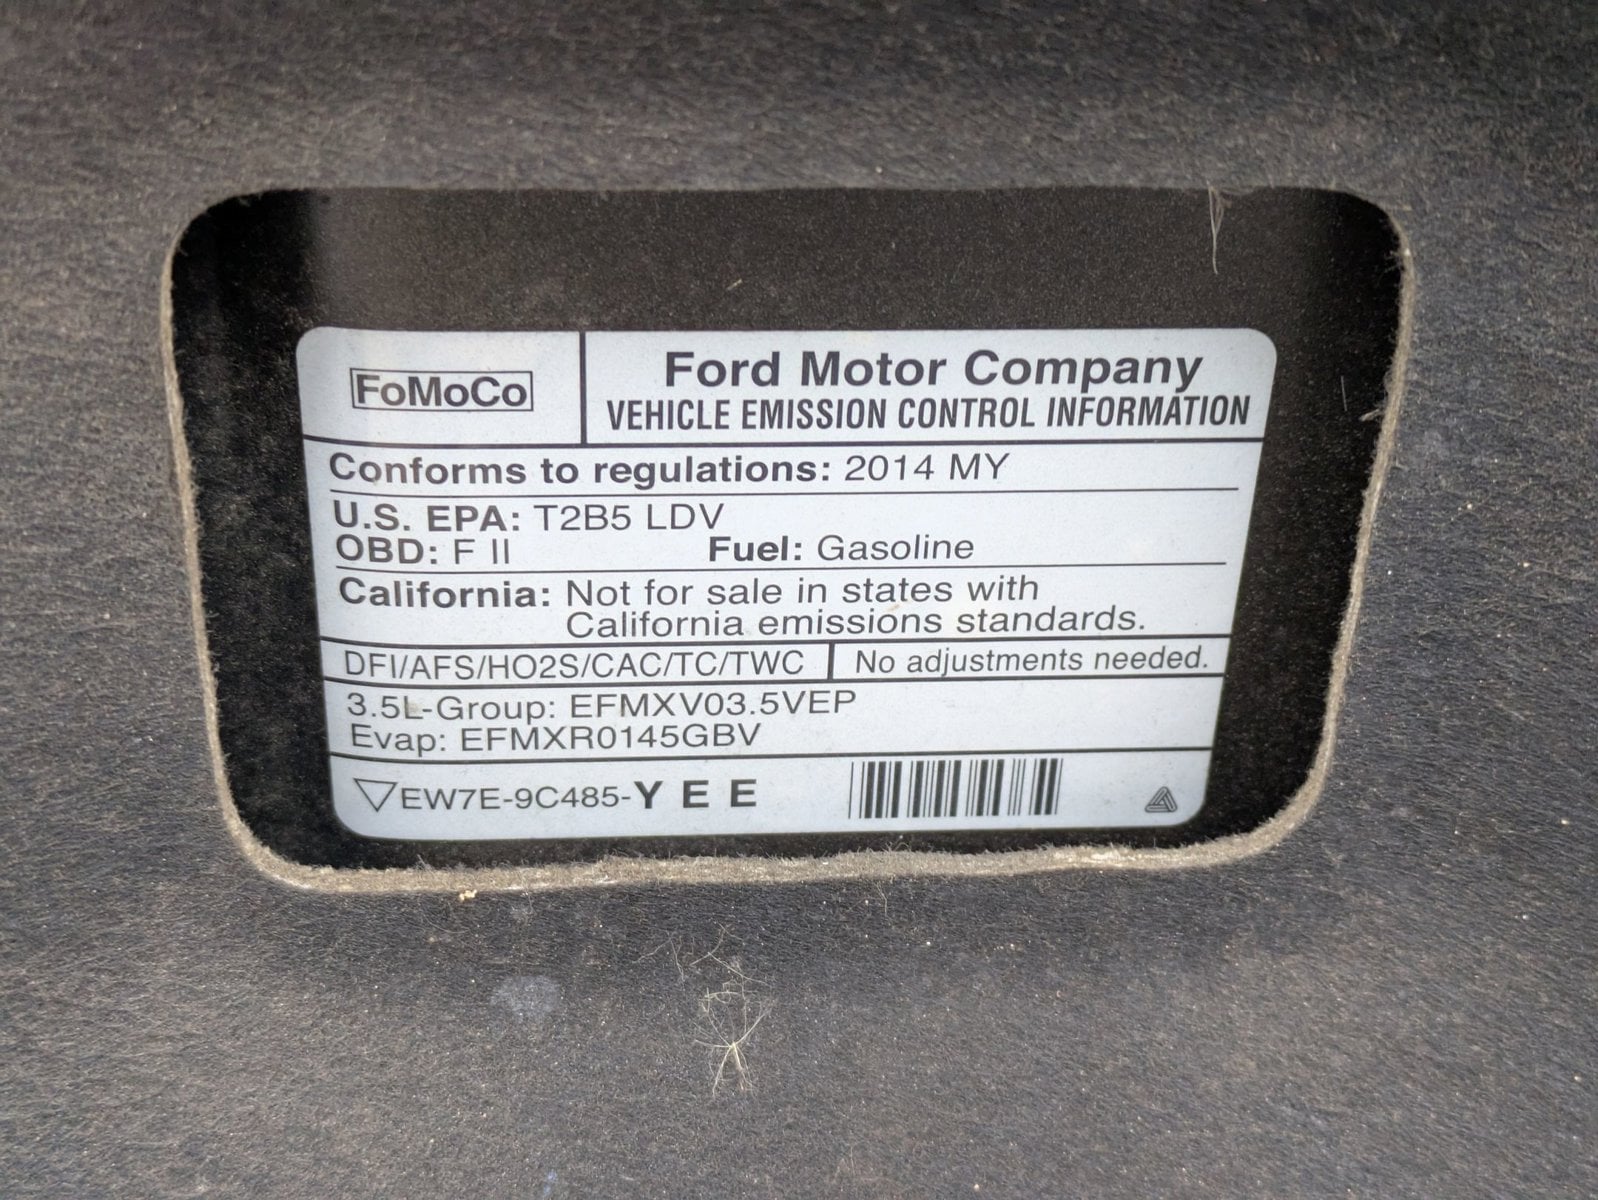 FoMoCo
Ford Motor Company
VEHICLE EMISSION CONTROL INFORMATION
Conforms to regulations: 2014 MY
U.S. EPA: T2B5 LDV
OBD: F II Fuel: Gasoline
California: Not for sale in states with
California emissions standards.
DFI/AFS/HO2S/CAC/TC/TWC No adjustments needed.
3.5L-Group: EFMXV03.5VEP
Evap: EFMXR0145GBV
EW7E-9C485-Y E E